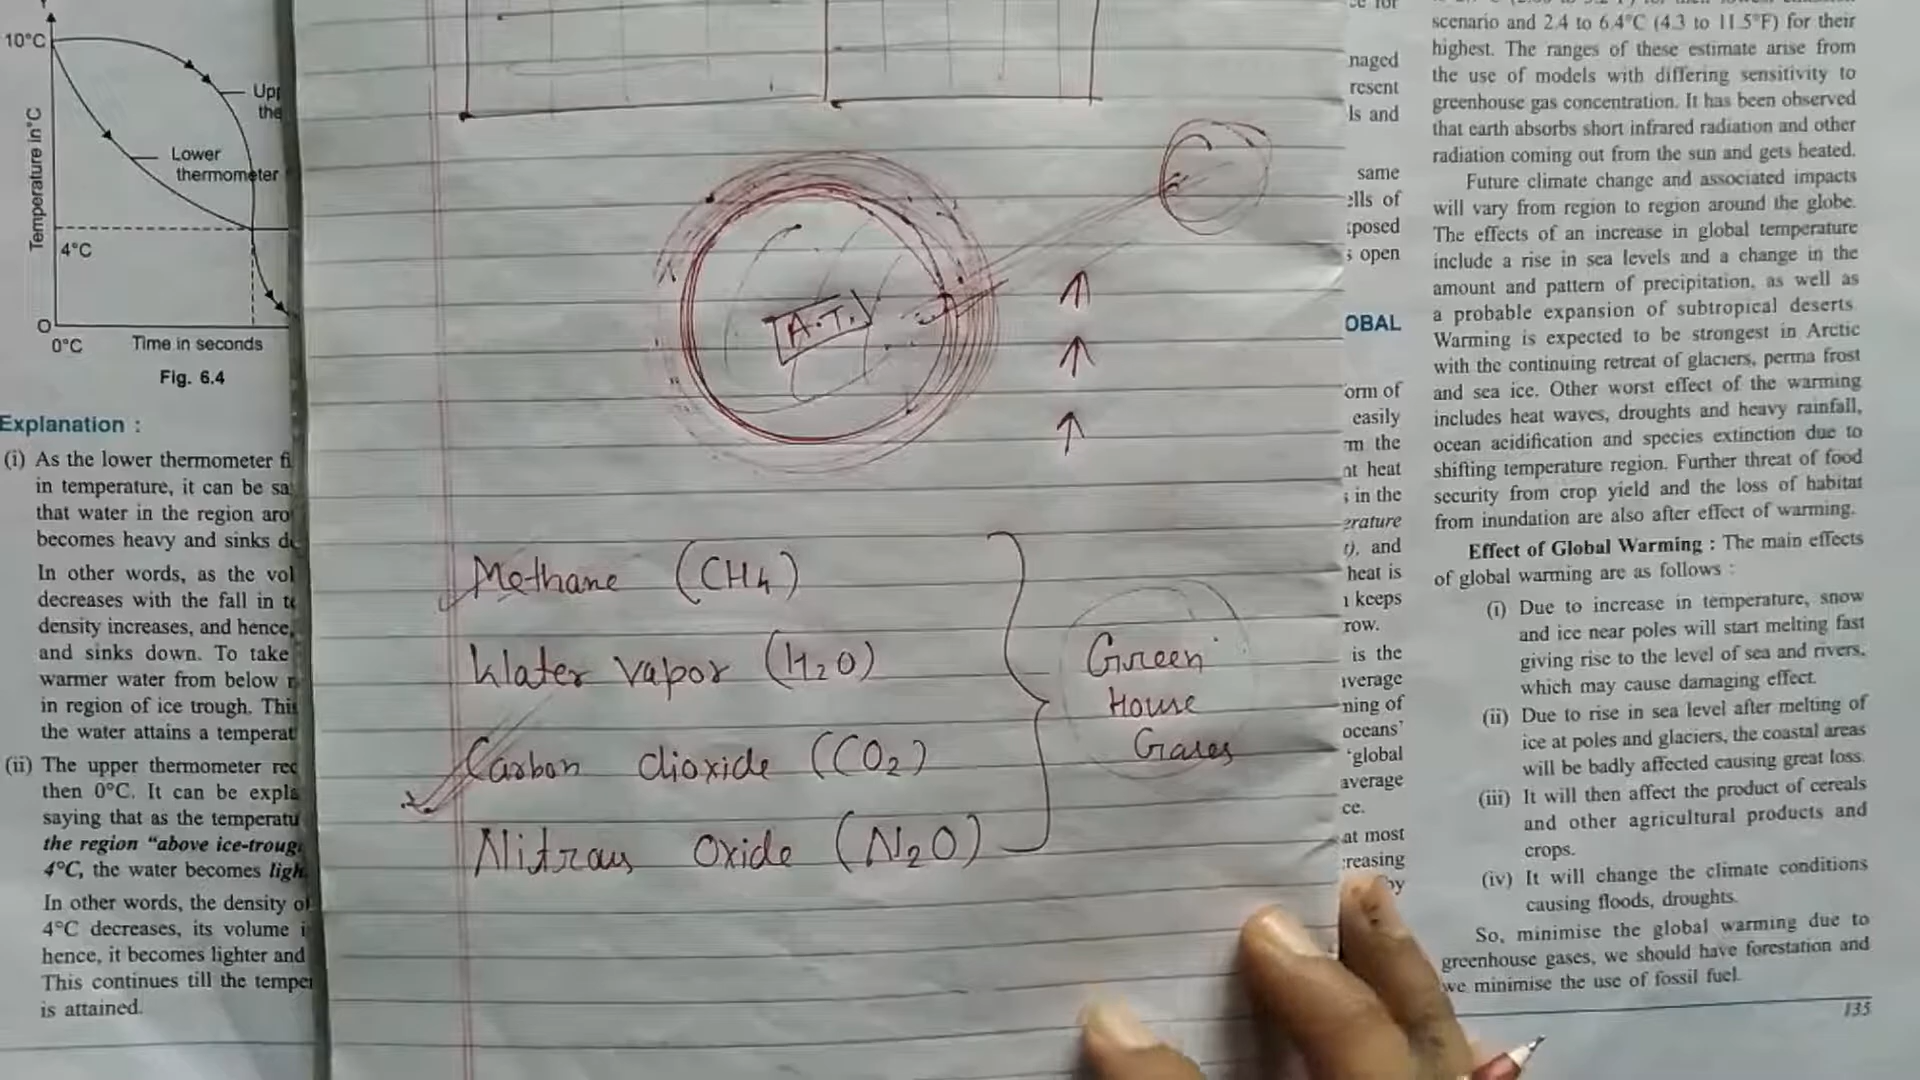 10°C
Upp
the
Lower
thermometer
Temperature in°C
4°C
O
0°C Time in seconds
Fig. 6.4
Explanation :
(i) As the lower thermometer fi
in temperature, it can be sa
that water in the region aro
becomes heavy and sinks d
In other words, as the vol
decreases with the fall in te
density increases, and hence,
and sinks down. To take
warmer water from below
in region of ice trough. This
the water attains a temperat
(ii) The upper thermometer rec
then 0°C. It can be expla
saying that as the temperatu
the region "above ice-troug
4°C, the water becomes ligh
In other words, the density of
4°C decreases, its volume i
hence, it becomes lighter and
This continues till the temper
is attained.
A.T.
Methane (CH4)
Water vapor (H2O)
Carbon dioxide (CO2)
Nitrous Oxide (N2O)
Green
House
Gases
naged
resent
ls and
same
ells of
posed
s open
OBAL
orm of
easily
rm the
nt heat
s in the
erature
t), and
heat is
keeps
row.
is the
average
ning of
oceans'
'global
average
ce.
at most
reasing
by
scenario and 2.4 to 6.4°C (4.3 to 11.5°F) for their
highest. The ranges of these estimate arise from
the use of models with differing sensitivity to
greenhouse gas concentration. It has been observed
that earth absorbs short infrared radiation and other
radiation coming out from the sun and gets heated.
Future climate change and associated impacts
will vary from region to region around the globe.
The effects of an increase in global temperature
include a rise in sea levels and a change in the
amount and pattern of precipitation, as well as
a probable expansion of subtropical deserts
Warming is expected to be strongest in Arctic
with the continuing retreat of glaciers, perma frost
and sea ice. Other worst effect of the warming
includes heat waves, droughts and heavy rainfall,
ocean acidification and species extinction due to
shifting temperature region. Further threat of food
security from crop yield and the loss of habitat
from inundation are also after effect of warming.
Effect of Global Warming : The main effects
of global warming are as follows :
(i) Due to increase in temperature, snow
and ice near poles will start melting fast
giving rise to the level of sea and rivers,
which may cause damaging effect.
(ii) Due to rise in sea level after melting of
ice at poles and glaciers, the coastal areas
will be badly affected causing great loss.
(iii) It will then affect the product of cereals
and other agricultural products and
crops.
(iv) It will change the climate conditions
causing floods, droughts.
So, minimise the global warming due to
greenhouse gases, we should have forestation and
we minimise the use of fossil fuel.
135